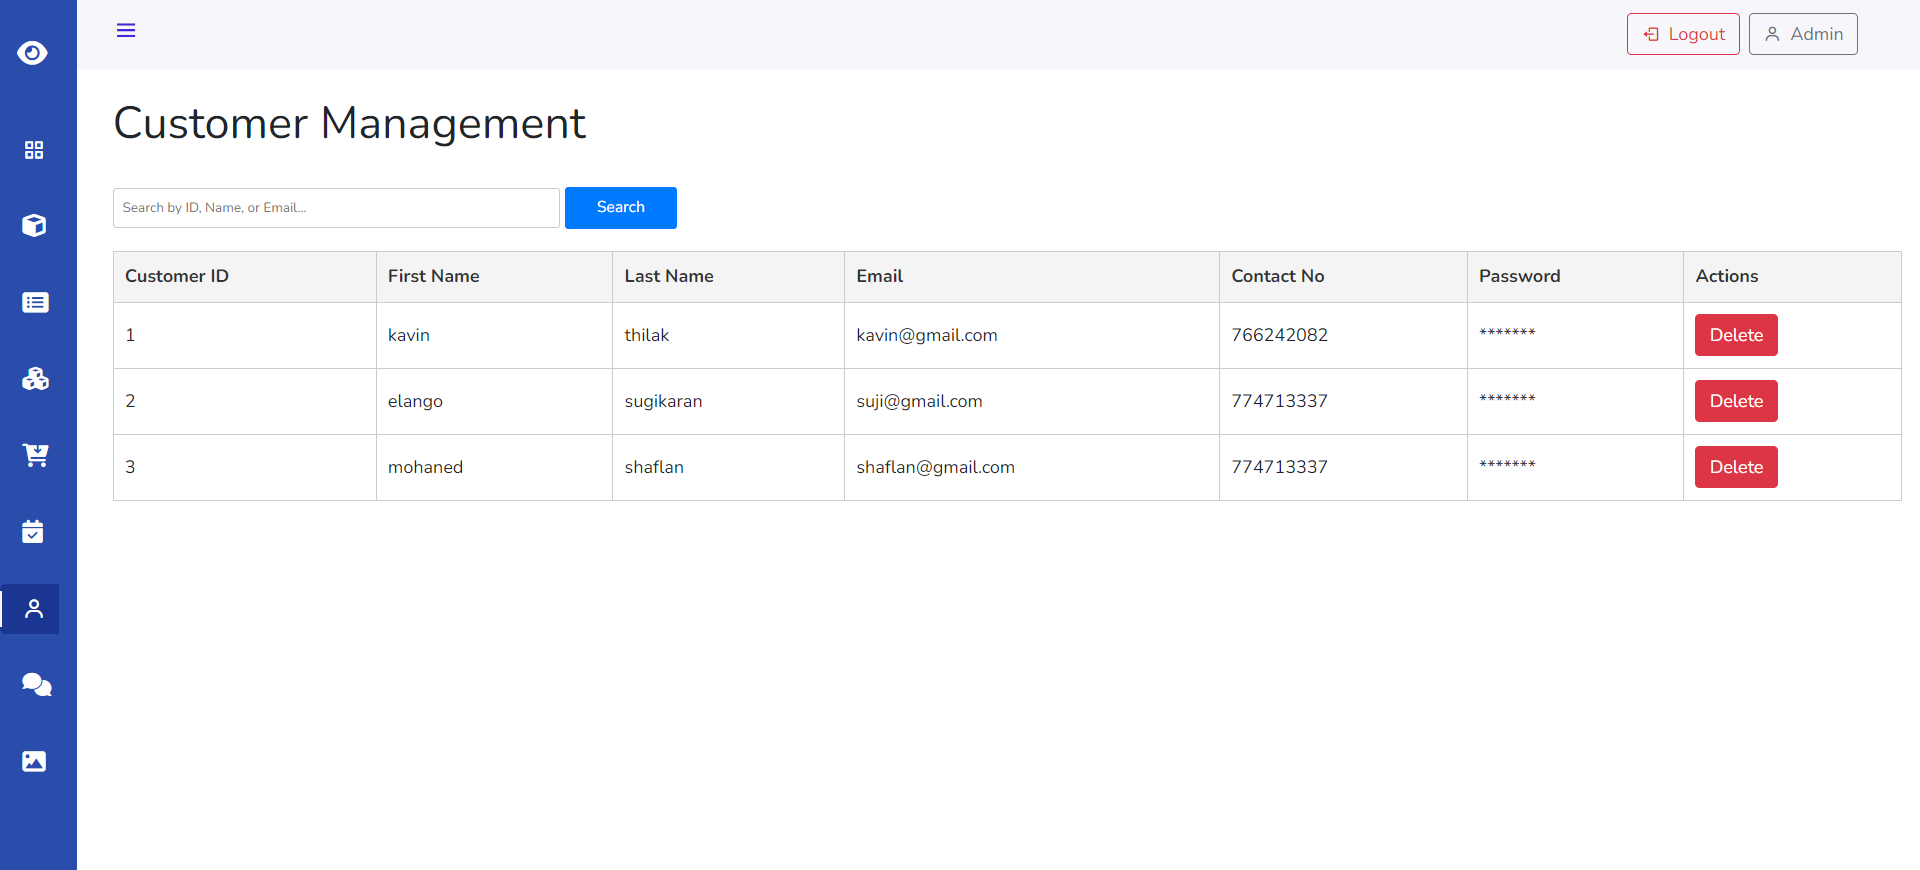 Logout Admin
Customer Management
Search by ID, Name, or Email... Search
Customer ID First Name Last Name Email Contact No Password Actions
1 kavin thilak kavin@gmail.com 766242082 ******* Delete
2 elango sugikaran suji@gmail.com 774713337 ******* Delete
3 mohaned shaflan shaflan@gmail.com 774713337 ******* Delete